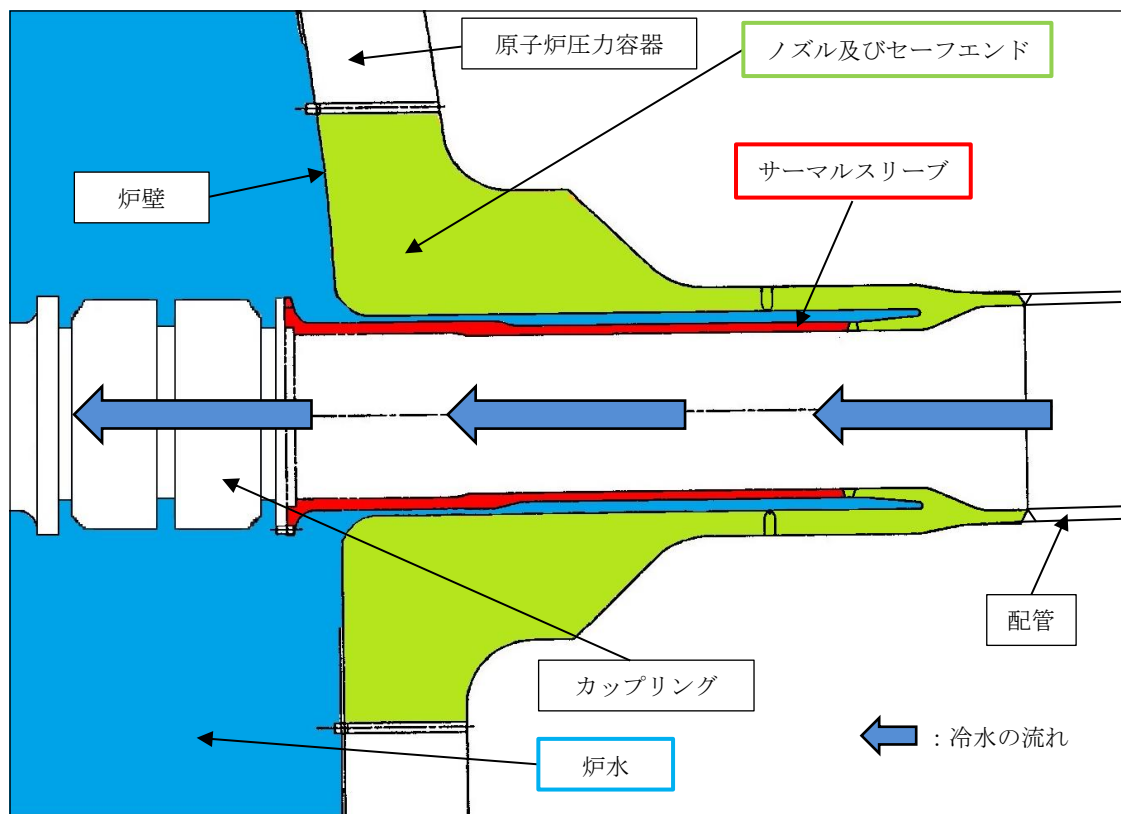 原子炉圧力容器
ノズル及びセーフエンド
サーマルスリーブ
炉壁
配管
カップリング
:冷水の流れ
炉水